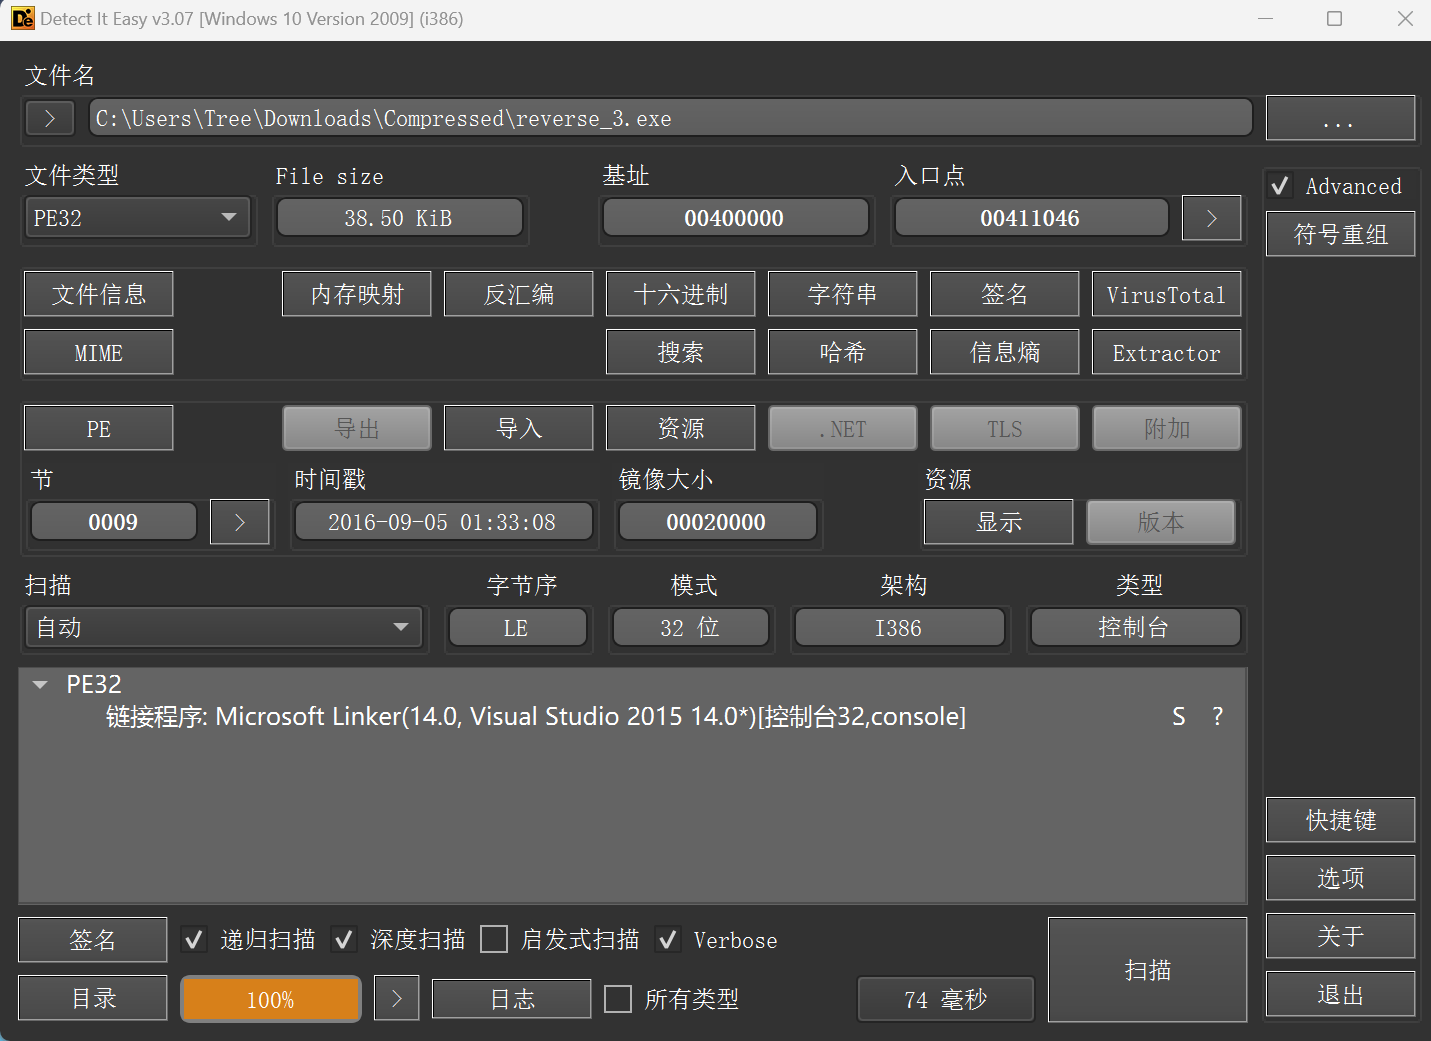 Detect It Easy v3.07 [Windows 10 Version 2009] (i386)
文件名
> C:\Users\Tree\Downloads\Compressed\reverse_3.exe ...
文件类型 File size 基址 入口点
PE32 38.50 KiB 00400000 00411046 >
Advanced
符号重组
文件信息 内存映射 反汇编 十六进制 字符串 签名 VirusTotal
MIME 搜索 哈希 信息熵 Extractor
PE 导出 导入 资源 .NET TLS 附加
节 时间戳 镜像大小 资源
0009 > 2016-09-05 01:33:08 00020000 显示 版本
扫描 字节序 模式 架构 类型
自动 LE 32 位 I386 控制台
PE32
链接程序: Microsoft Linker(14.0, Visual Studio 2015 14.0*)[控制台32,console] S ?
快捷键
选项
关于
退出
签名 递归扫描 深度扫描 启发式扫描 Verbose
扫描
目录 100% > 日志 所有类型 74 毫秒